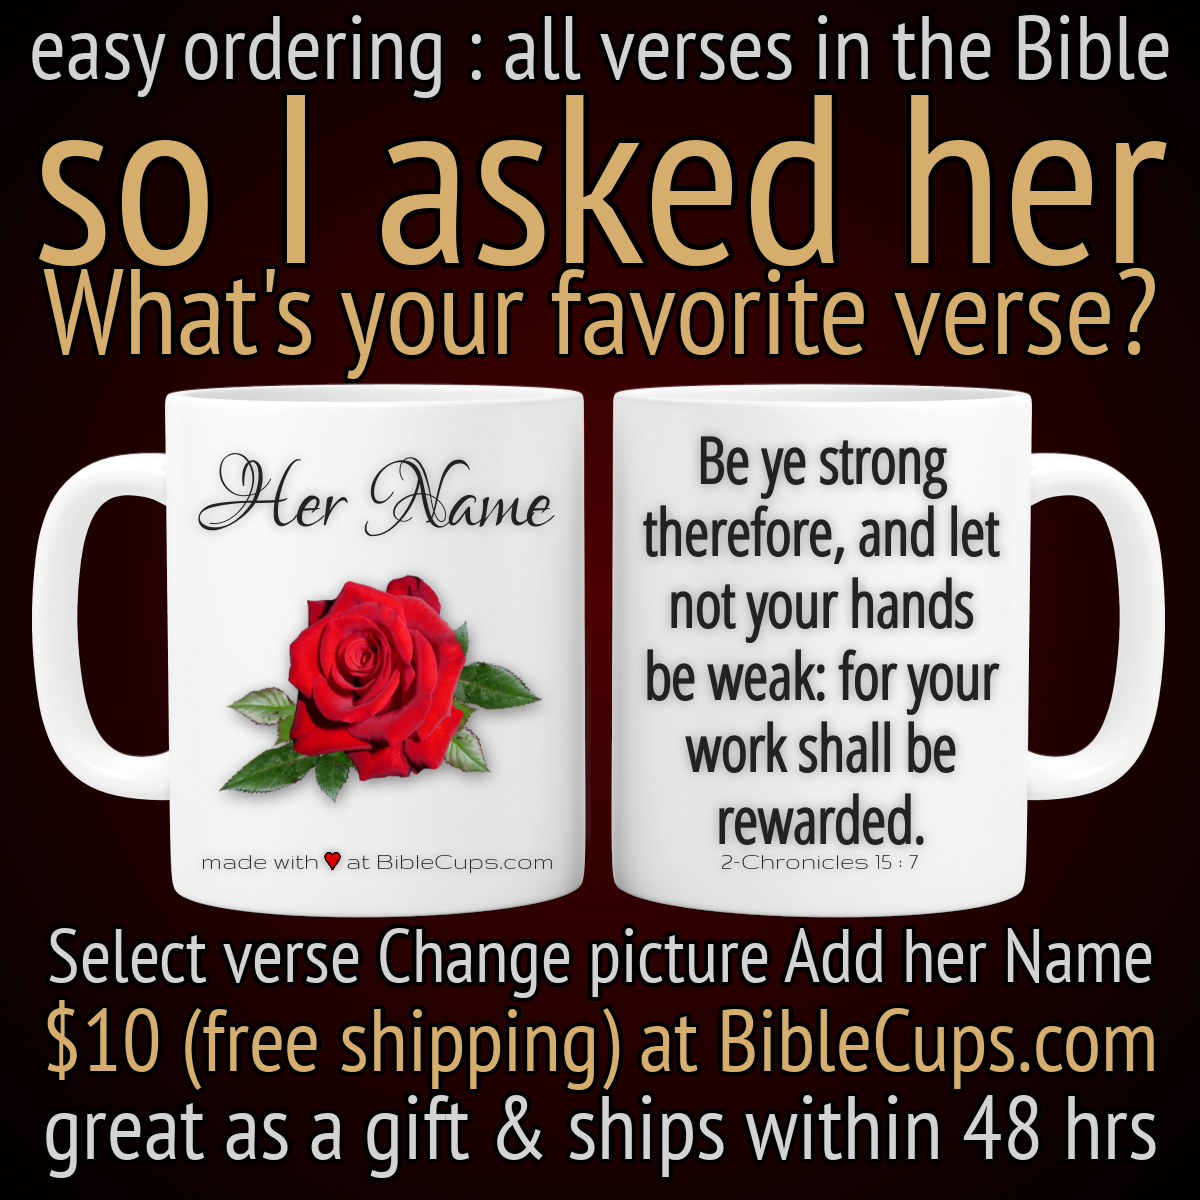 easy ordering : all verses in the Bible
so I asked her
What's your favorite verse?
Her Name
made with at BibleCups.com
Be ye strong
therefore, and let
not your hands
be weak: for your
work shall be
rewarded.
2-Chronicles 15 : 7
Select verse Change picture Add her Name
$10 (free shipping) at BibleCups.com
great as a gift & ships within 48 hrs